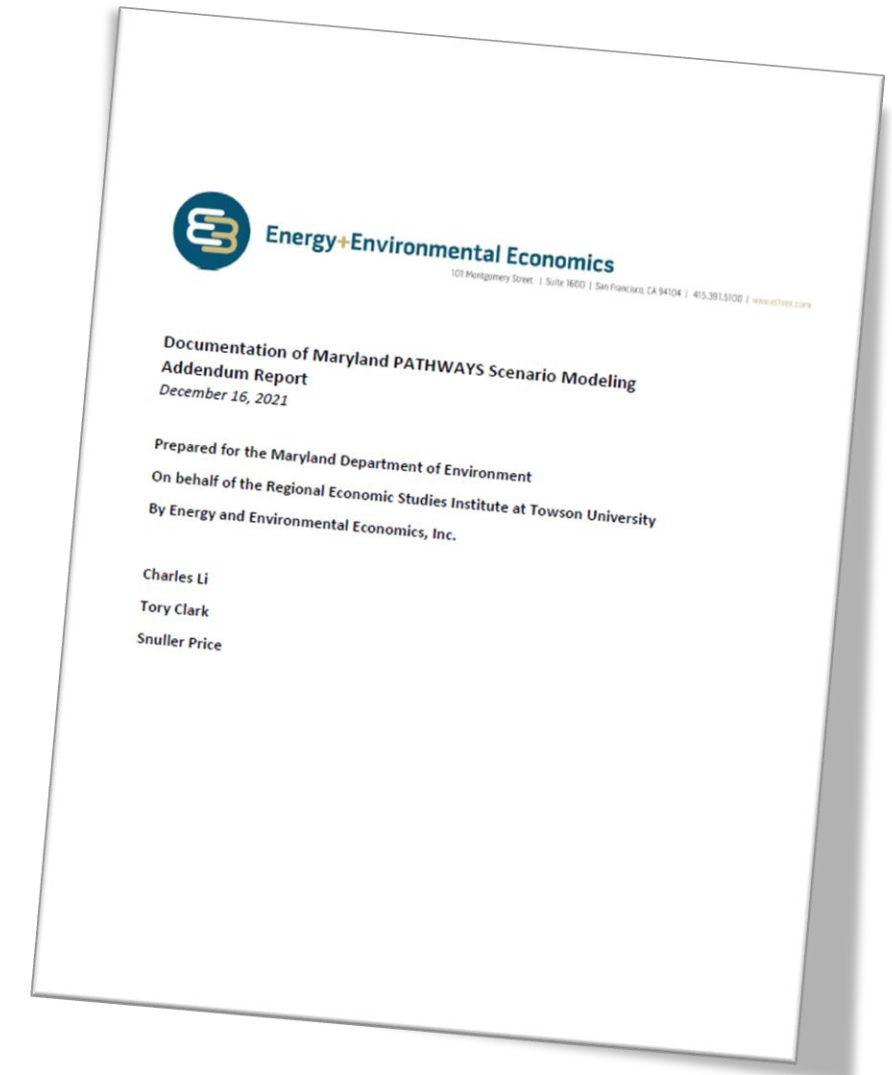 Energy+Environmental Economics
101 Montgomery Street | Suite 1600 | San Francisco, CA 94104 | 415.391.5100 | www.ethree.com
Documentation of Maryland PATHWAYS Scenario Modeling
Addendum Report
December 16, 2021
Prepared for the Maryland Department of Environment
On behalf of the Regional Economic Studies Institute at Towson University
By Energy and Environmental Economics, Inc.
Charles Li
Tory Clark
Snuller Price